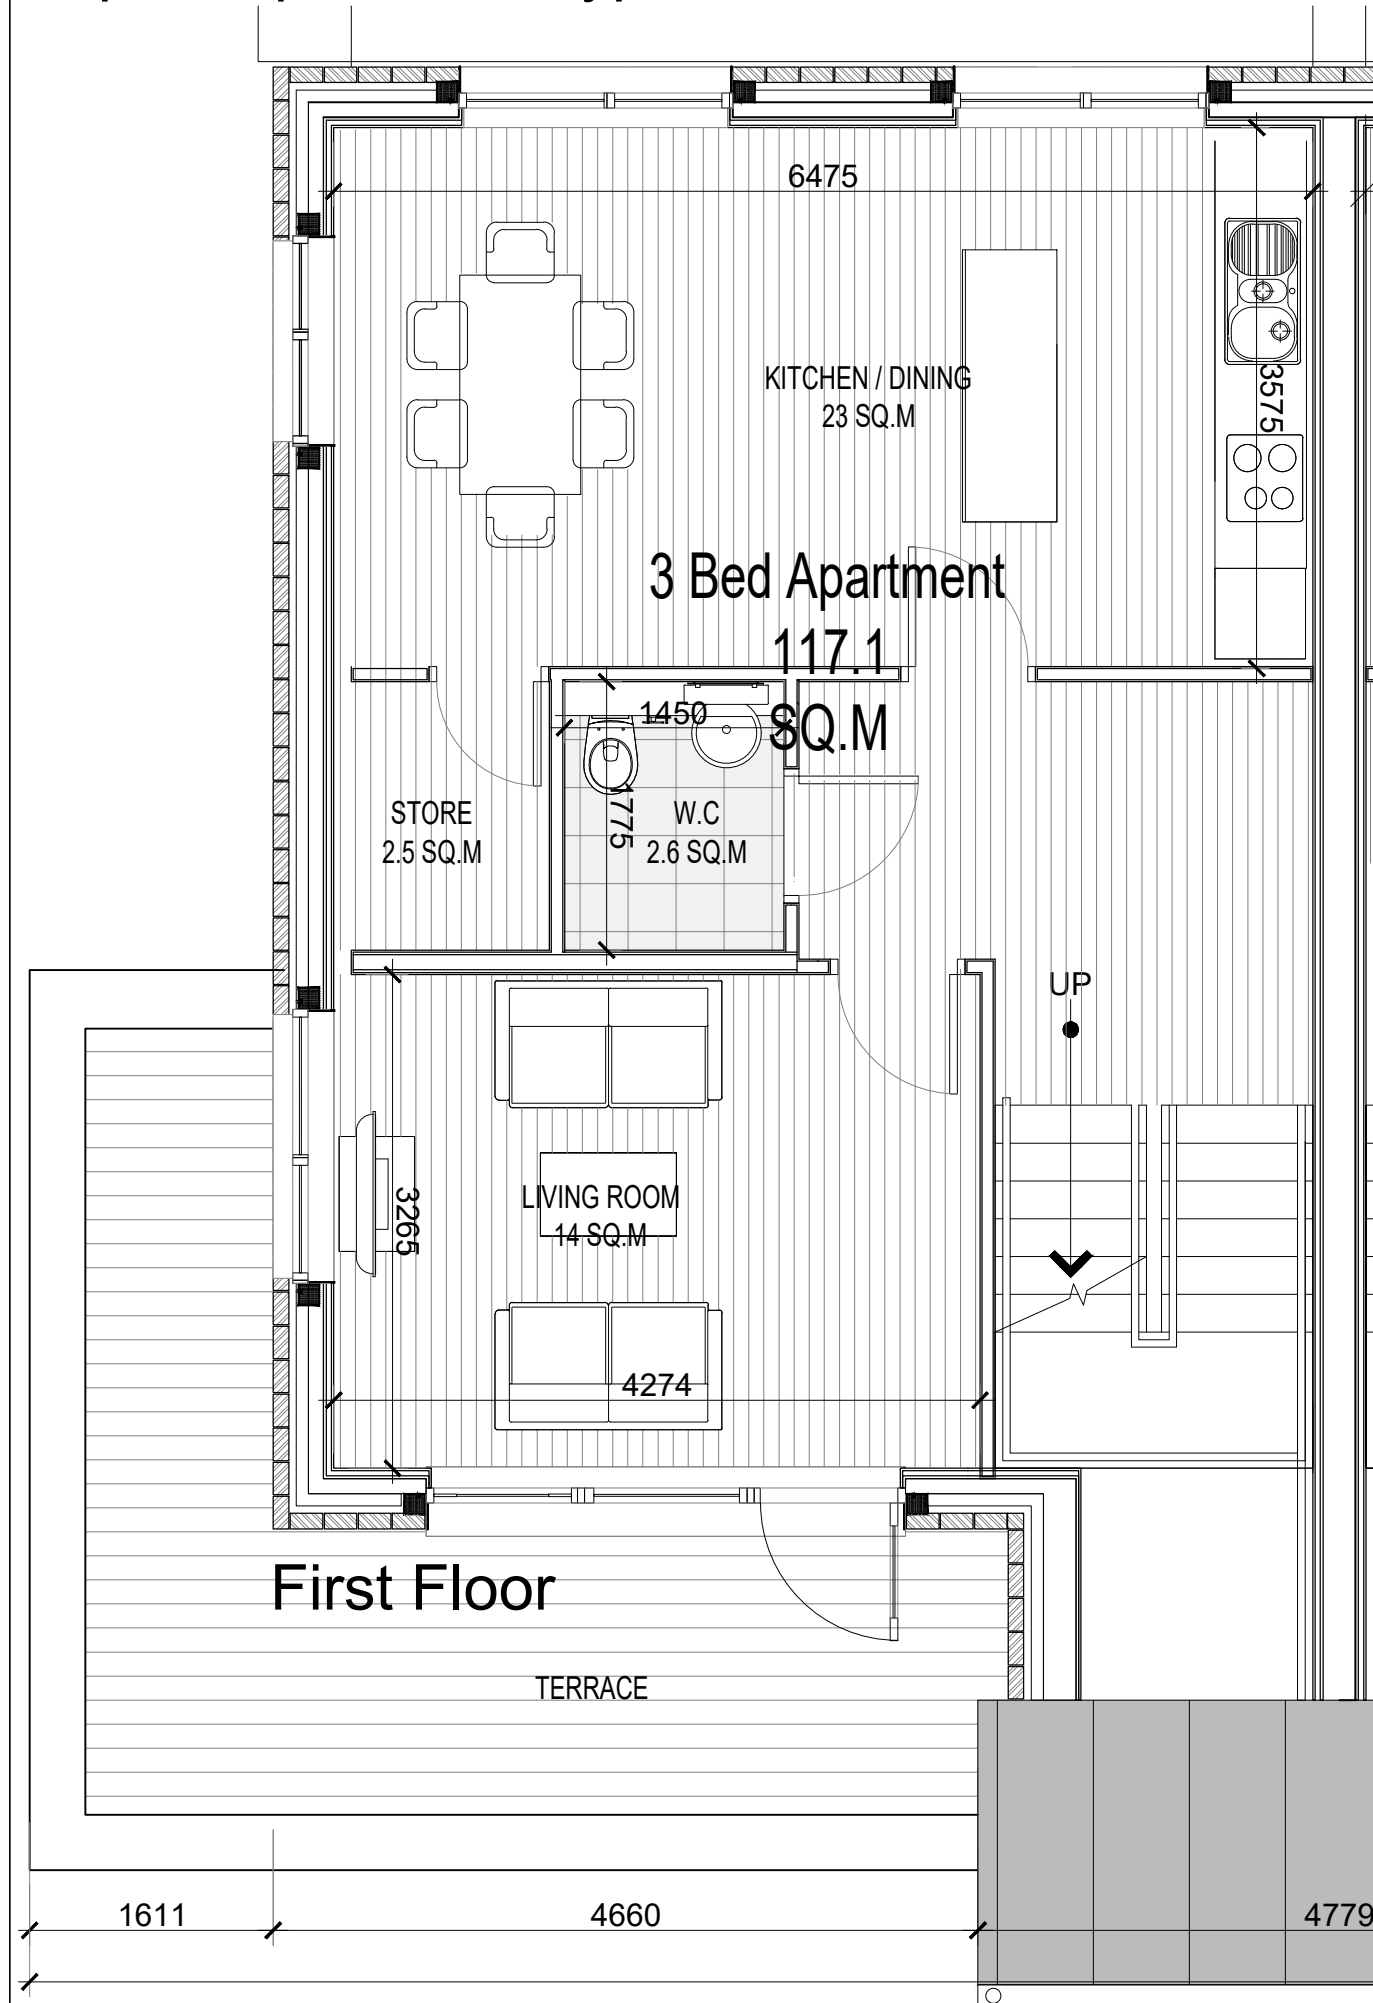 6475
KITCHEN / DINING
23 SQ.M
3575
3 Bed Apartment
117.1
SQ.M
1450
STORE
2.5 SQ.M
1775
W.C
2.6 SQ.M
UP
LIVING ROOM
14 SQ.M
3265
4274
First Floor
TERRACE
1611
4660
4779